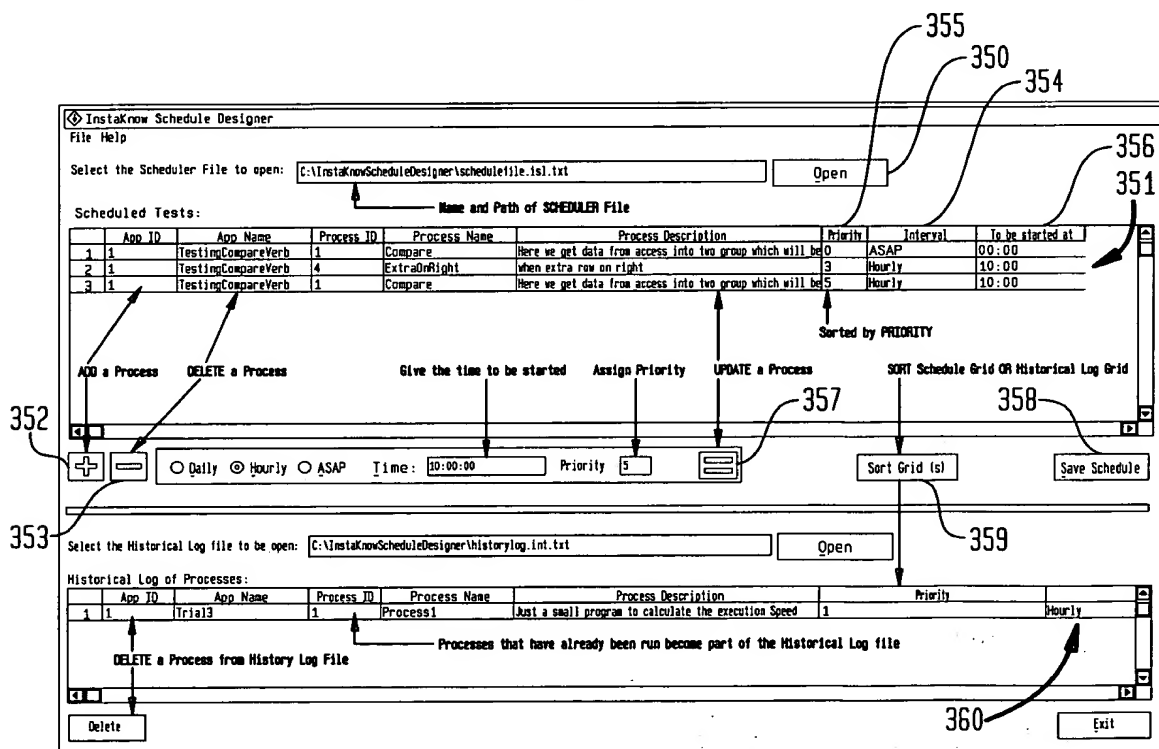 355
350
354
InstaKnow Schedule Designer
File Help
356
351
Select the Scheduler File to open: C:\InstaKnowScheduleDesigner\schedulefile.isl.txt Open
Name and Path of SCHEDULER File
Scheduled Tests:
App ID App Name Process ID Process Name Process Description Priority Interval To be started at
1 1 TestingCompareVerb 1 Compare Here we get data from access into two group which will be 0 ASAP 00:00
2 1 TestingCompareVerb 4 ExtraOnRight when extra row on right 3 Hourly 10:00
3 1 TestingCompareVerb 1 Compare Here we get data from access into two group which will be 5 Hourly 10:00
Sorted by PRIORITY
ADD a Process DELETE a Process Give the time to be started Assign Priority UPDATE a Process SORT Schedule Grid OR Historical Log Grid
352
357
358
Daily Hourly ASAP Time: 10:00:00 Priority 5 Sort Grid (s) Save Schedule
353
359
Select the Historical Log file to be open: C:\InstaKnowScheduleDesigner\historylog.int.txt Open
Historical Log of Processes:
App ID App Name Process ID Process Name Process Description Priority
1 1 Trial3 1 Process1 Just a small program to calculate the execution Speed 1 Hourly
Processes that have already been run become part of the Historical Log file
DELETE a Process from History Log File
360
Delete Exit